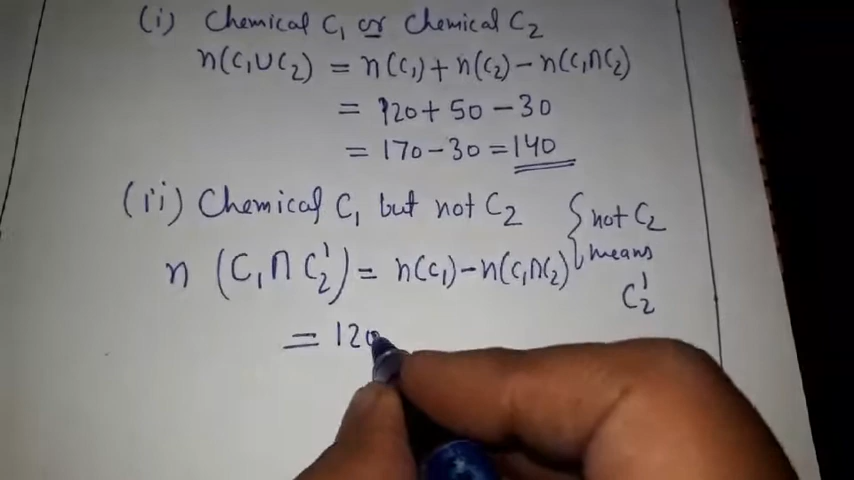 (i) Chemical C₁ or Chemical C₂
n(C₁∪C₂) = n(C₁) + n(C₂) − n(C₁∩C₂)
= 120 + 50 − 30
= 170 − 30 = 140
(ii) Chemical C₁ but not C₂ { not C₂
means
C₂'
n (C₁∩C₂') = n(C₁) − n(C₁∩C₂)
= 120